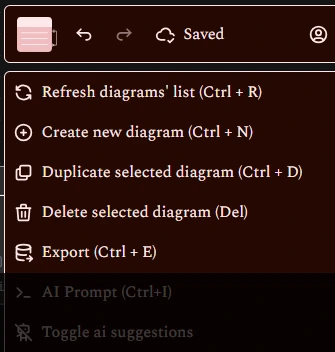 Saved
Refresh diagrams' list (Ctrl + R)
Create new diagram (Ctrl + N)
Duplicate selected diagram (Ctrl + D)
Delete selected diagram (Del)
Export (Ctrl + E)
AI Prompt (Ctrl+I)
Toggle ai suggestions